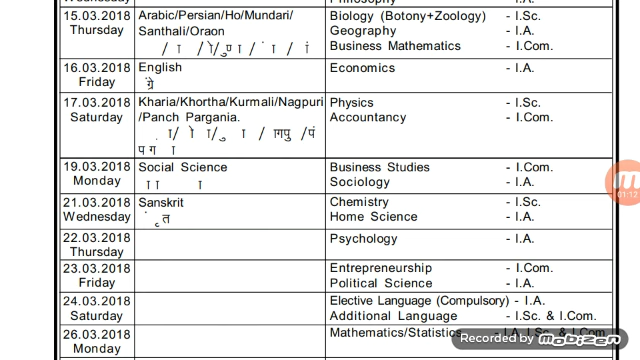 15.03.2018 Arabic/Persian/Ho/Mundari/ Biology (Botony+Zoology) - I.Sc.
Thursday Santhali/Oraon Geography - I.A.
Business Mathematics - I.Com.
16.03.2018 English Economics - I.A.
Friday
17.03.2018 Kharia/Khortha/Kurmali/Nagpuri Physics - I.Sc.
Saturday /Panch Pargania. Accountancy - I.Com.
19.03.2018 Social Science Business Studies - I.Com.
Monday Sociology - I.A.
21.03.2018 Sanskrit Chemistry - I.Sc.
Wednesday Home Science - I.A.
22.03.2018 Psychology - I.A.
Thursday
23.03.2018 Entrepreneurship - I.Com.
Friday Political Science - I.A.
24.03.2018 Elective Language (Compulsory) - I.A.
Saturday Additional Language - I.Sc. & I.Com.
26.03.2018 Mathematics/Statistics - I.A, I.Sc. & I.Com.
Monday
01:12
Recorded by mobizen